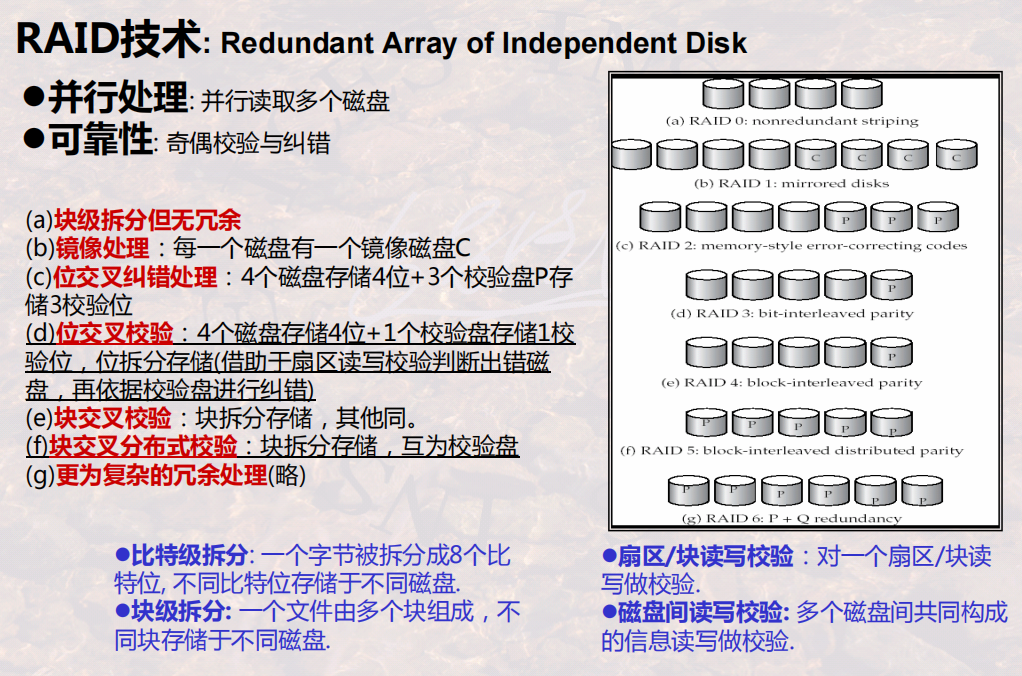 RAID技术: Redundant Array of Independent Disk
●并行处理: 并行读取多个磁盘
●可靠性: 奇偶校验与纠错
(a)块级拆分但无冗余
(b)镜像处理：每一个磁盘有一个镜像磁盘C
(c)位交叉纠错处理：4个磁盘存储4位+3个校验盘P存
储3校验位
(d)位交叉校验：4个磁盘存储4位+1个校验盘存储1校
验位，位拆分存储(借助于扇区读写校验判断出错磁
盘，再依据校验盘进行纠错)
(e)块交叉校验：块拆分存储，其他同。
(f)块交叉分布式校验：块拆分存储，互为校验盘
(g)更为复杂的冗余处理(略)
(a) RAID 0: nonredundant striping
C C C C
(b) RAID 1: mirrored disks
P P P
(c) RAID 2: memory-style error-correcting codes
P
(d) RAID 3: bit-interleaved parity
P
(e) RAID 4: block-interleaved parity
P P P P P
(f) RAID 5: block-interleaved distributed parity
P P P P P P
(g) RAID 6: P + Q redundancy
●比特级拆分: 一个字节被拆分成8个比
特位, 不同比特位存储于不同磁盘.
●块级拆分: 一个文件由多个块组成，不
同块存储于不同磁盘.
●扇区/块读写校验：对一个扇区/块读
写做校验.
●磁盘间读写校验: 多个磁盘间共同构成
的信息读写做校验.